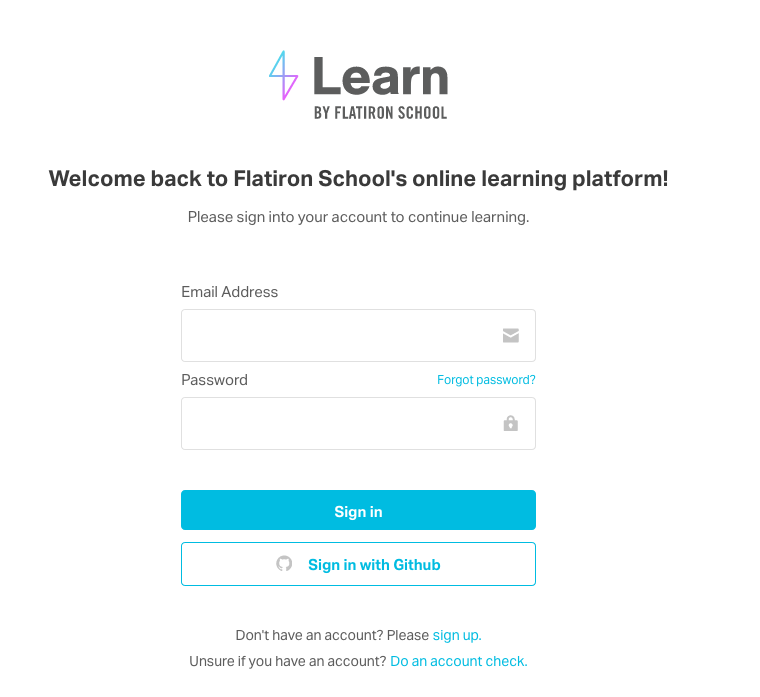 Learn
BY FLATIRON SCHOOL
Welcome back to Flatiron School's online learning platform!
Please sign into your account to continue learning.
Email Address
Password Forgot password?
Sign in
Sign in with Github
Don't have an account? Please sign up.
Unsure if you have an account? Do an account check.